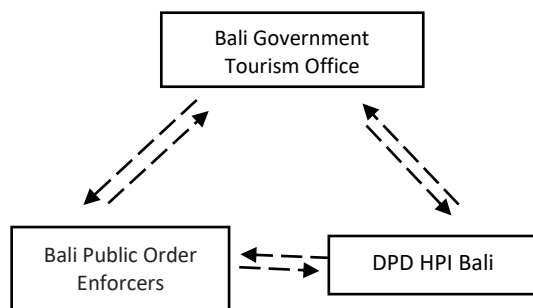 Bali Government
Tourism Office
Bali Public Order
Enforcers
DPD HPI Bali